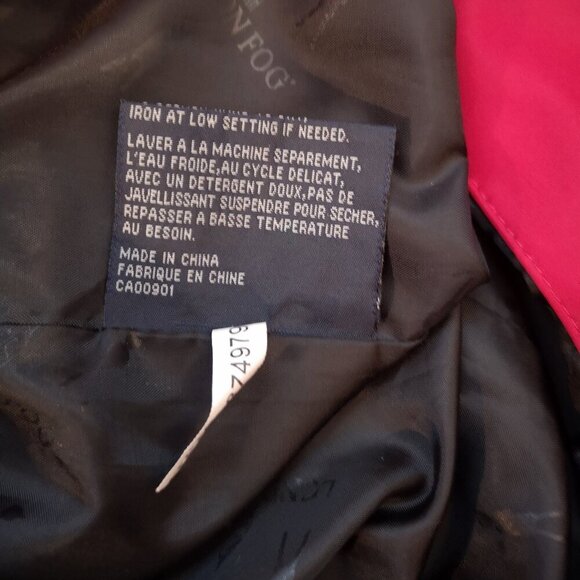 N FOG®
IRON AT LOW SETTING IF NEEDED.
LAVER A LA MACHINE SEPAREMENT,
L'EAU FROIDE,AU CYCLE DELICAT,
AVEC UN DETERGENT DOUX,PAS DE
JAVELLISSANT SUSPENDRE POUR SECHER,
REPASSER A BASSE TEMPERATURE
AU BESOIN.
MADE IN CHINA
FABRIQUE EN CHINE
CA00901